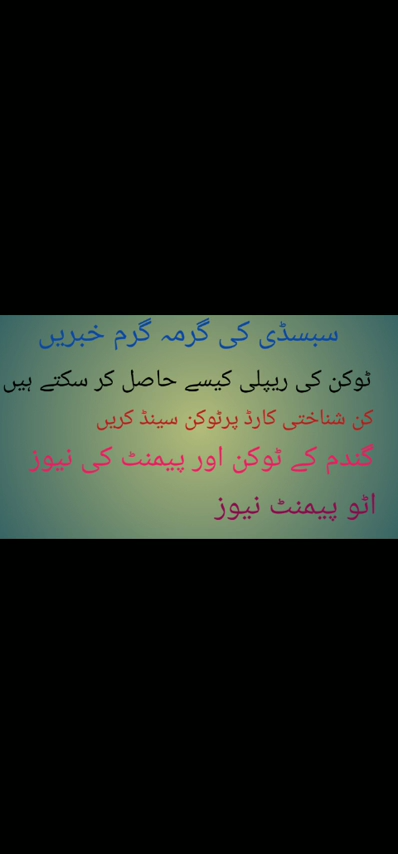 سبسڈی کی گرمہ گرم خبریں
ٹوکن کی ریپلی کیسے حاصل کر سکتے ہیں
کن شناختی کارڈ پرٹوکن سینڈ کریں
گندم کے ٹوکن اور پیمنٹ کی نیوز
اٹو پیمنٹ نیوز